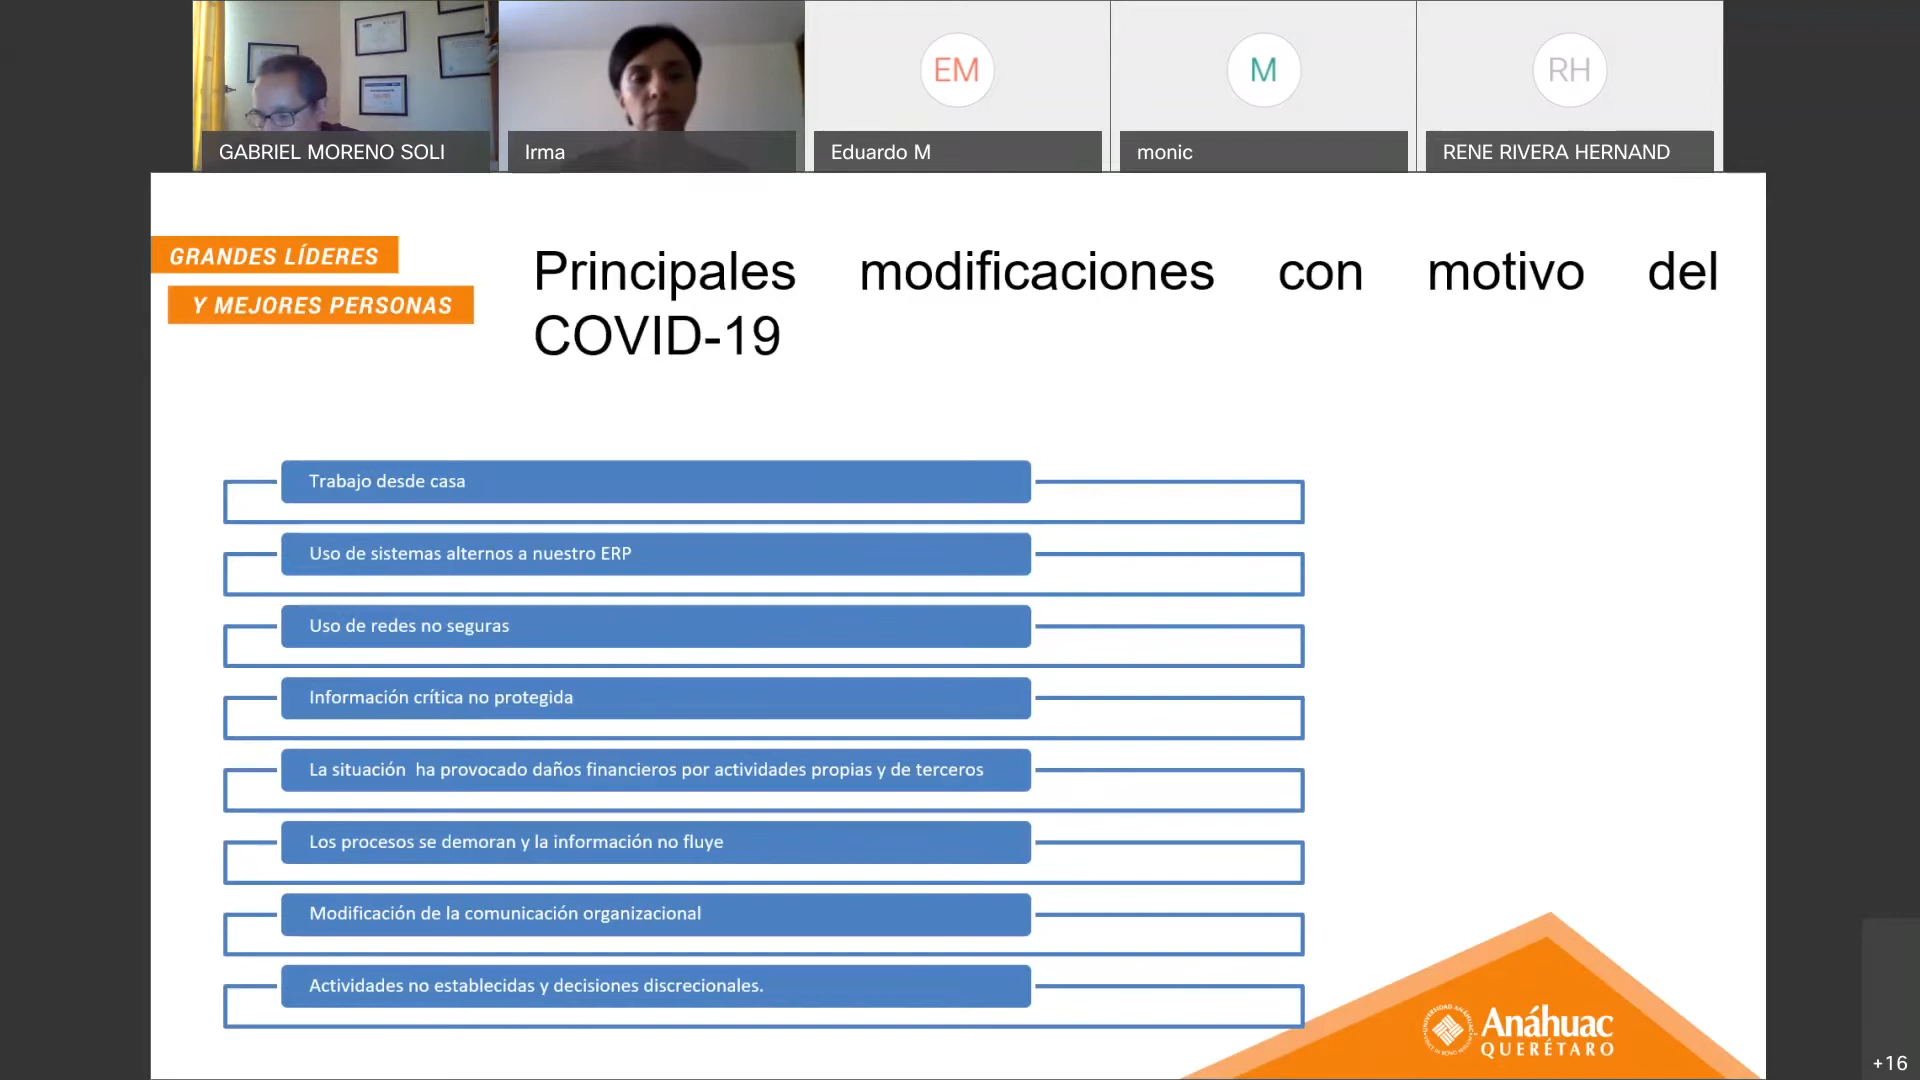 EM
M
RH
GABRIEL MORENO SOLI
Irma
Eduardo M
monic
RENE RIVERA HERNAND
GRANDES LÍDERES
Y MEJORES PERSONAS
Principales modificaciones con motivo del
COVID-19
Trabajo desde casa
Uso de sistemas alternos a nuestro ERP
Uso de redes no seguras
Información crítica no protegida
La situación ha provocado daños financieros por actividades propias y de terceros
Los procesos se demoran y la información no fluye
Modificación de la comunicación organizacional
Actividades no establecidas y decisiones discrecionales.
Anáhuac
QUERÉTARO
+16